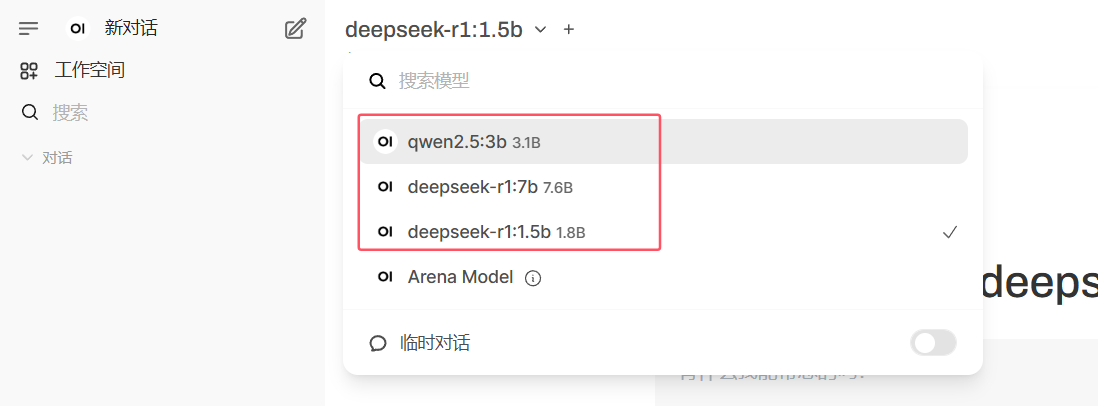 OI 新对话
工作空间
搜索
对话
deepseek-r1:1.5b
搜索模型
OI qwen2.5:3b 3.1B
OI deepseek-r1:7b 7.6B
OI deepseek-r1:1.5b 1.8B
OI Arena Model
临时对话
deeps